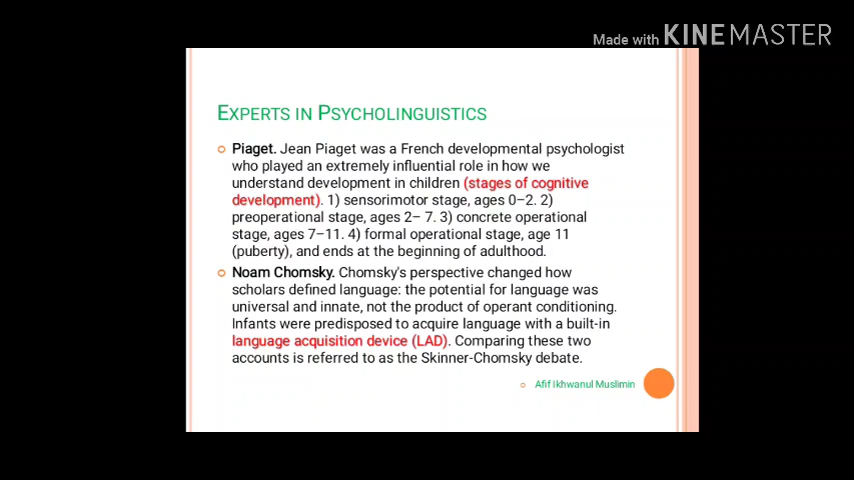 Made with KINEMASTER
EXPERTS IN PSYCHOLINGUISTICS
Piaget. Jean Piaget was a French developmental psychologist
who played an extremely influential role in how we
understand development in children (stages of cognitive
development). 1) sensorimotor stage, ages 0–2. 2)
preoperational stage, ages 2– 7. 3) concrete operational
stage, ages 7–11. 4) formal operational stage, age 11
(puberty), and ends at the beginning of adulthood.
Noam Chomsky. Chomsky's perspective changed how
scholars defined language: the potential for language was
universal and innate, not the product of operant conditioning.
Infants were predisposed to acquire language with a built-in
language acquisition device (LAD). Comparing these two
accounts is referred to as the Skinner-Chomsky debate.
Afif Ikhwanul Muslimin